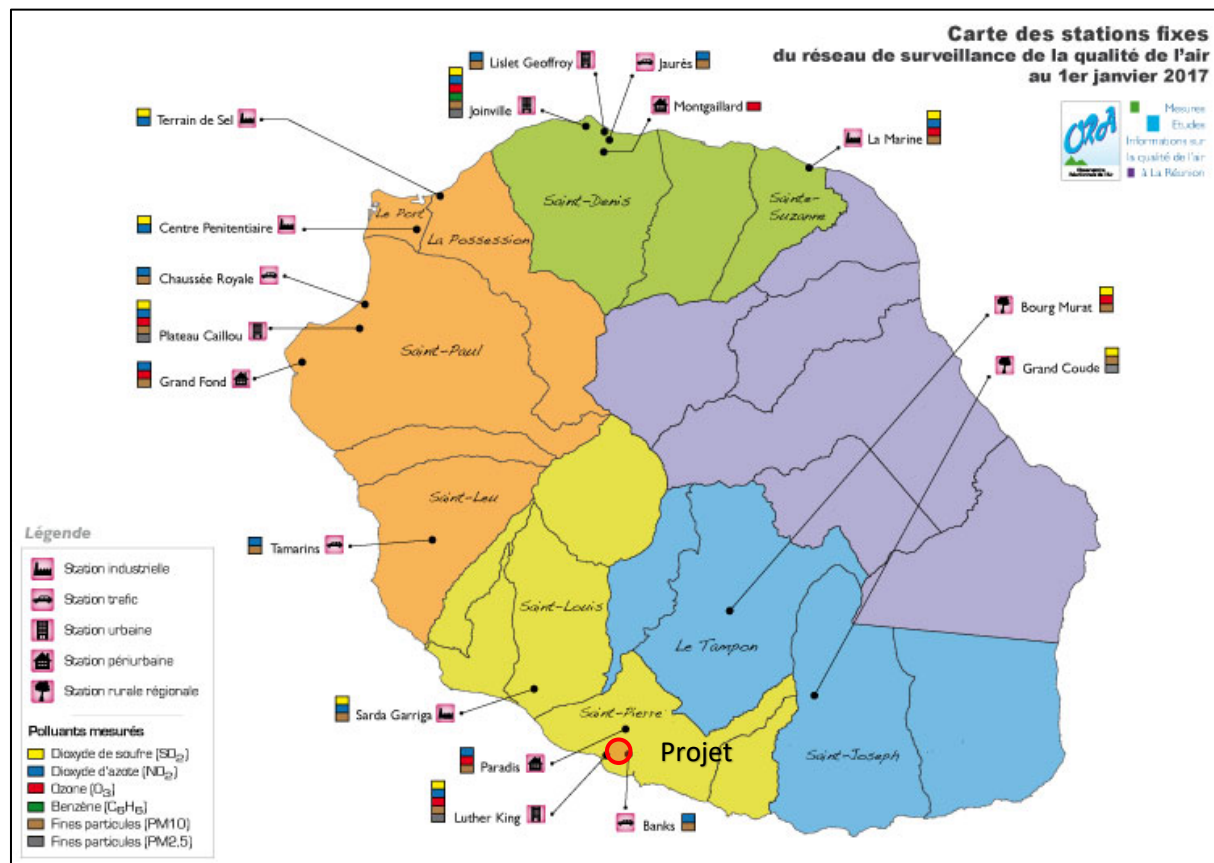 Carte des stations fixes
du réseau de surveillance de la qualité de l'air
au 1er janvier 2017
ORA
Mesures
Etudes
Informations sur
la qualité de l'air
à La Réunion
Lislet Geoffroy
Jaurés
Joinville
Montgaillard
Terrain de Sel
La Marine
Saint-Denis
Sainte-
Suzanne
Le Port
La Possession
Centre Penitentiaire
Chaussée Royale
Plateau Caillou
Saint-Paul
Grand Fond
Bourg Murat
Grand Coude
Saint-Leu
Tamarins
Saint-Louis
Le Tampon
Sarda Garriga
Saint-Pierre
Paradis
Projet
Saint-Joseph
Luther King
Banks
Légende
Station industrielle
Station trafic
Station urbaine
Station périurbaine
Station rurale régionale
Polluants mesurés
Dioxyde de soufre (SO₂)
Dioxyde d'azote (NO₂)
Ozone (O₃)
Benzène (C₆H₆)
Fines particules (PM10)
Fines particules (PM2.5)